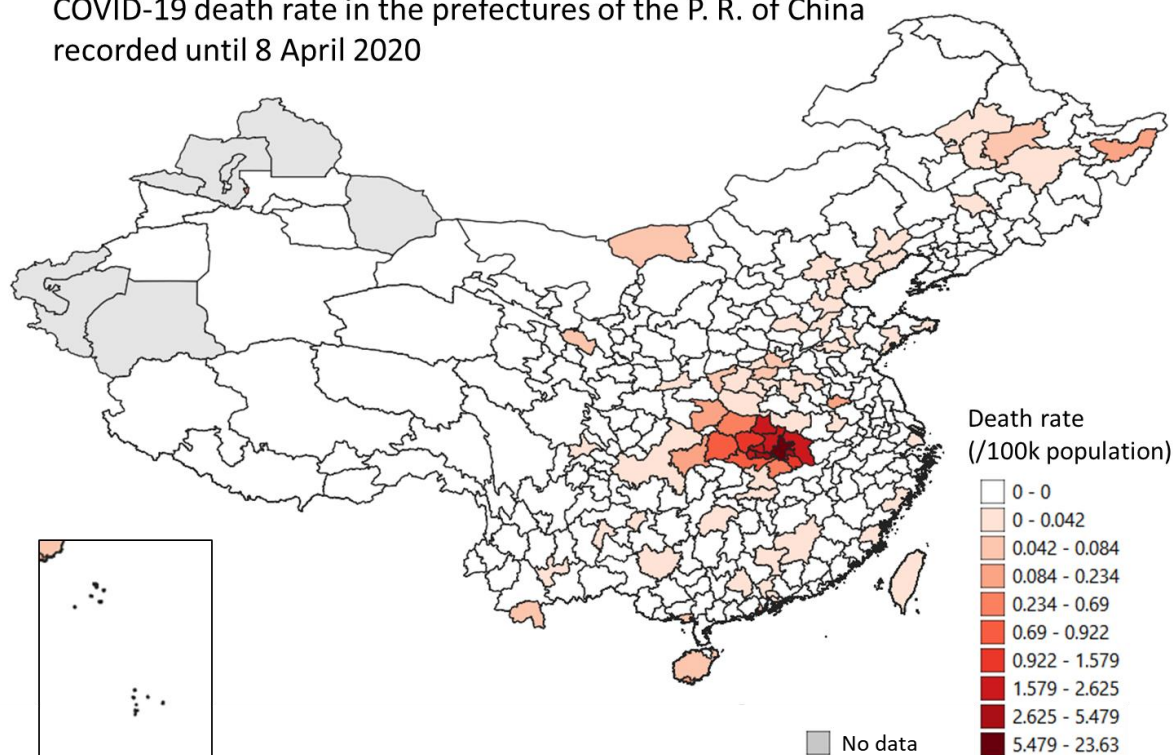 COVID-19 death rate in the prefectures of the P. R. of China
recorded until 8 April 2020
Death rate
(/100k population)
0 - 0
0 - 0.042
0.042 - 0.084
0.084 - 0.234
0.234 - 0.69
0.69 - 0.922
0.922 - 1.579
1.579 - 2.625
2.625 - 5.479
5.479 - 23.63
No data